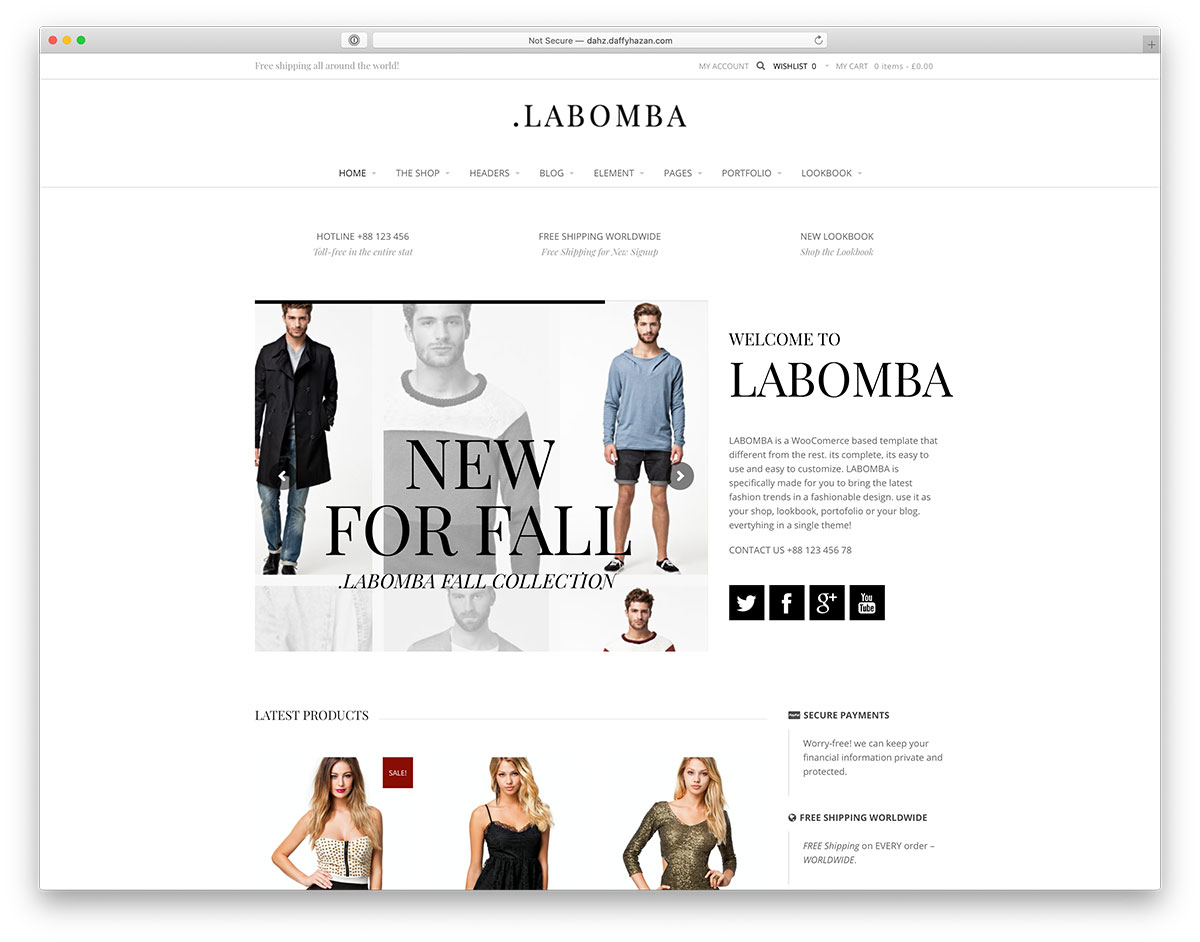 Not Secure — dahz.daffyhazan.com
Free shipping all around the world!
MY ACCOUNT WISHLIST 0 - MY CART 0 items - £0.00
.LABOMBA
HOME THE SHOP HEADERS BLOG ELEMENT PAGES PORTFOLIO LOOKBOOK
HOTLINE +88 123 456
Toll-free in the entire stat
FREE SHIPPING WORLDWIDE
Free Shipping for New Signup
NEW LOOKBOOK
Shop the Lookbook
NEW
FOR FALL
.LABOMBA FALL COLLECTION
WELCOME TO
LABOMBA
LABOMBA is a WooComerce based template that
different from the rest. its complete, its easy to
use and easy to customize. LABOMBA is
specifically made for you to bring the latest
fashion trends in a fashionable design. use it as
your shop, lookbook, portofolio or your blog.
evertyhing in a single theme!
CONTACT US +88 123 456 78
You
Tube
LATEST PRODUCTS
SALE!
SECURE PAYMENTS
Worry-free! we can keep your
financial information private and
protected.
FREE SHIPPING WORLDWIDE
FREE Shipping on EVERY order –
WORLDWIDE.